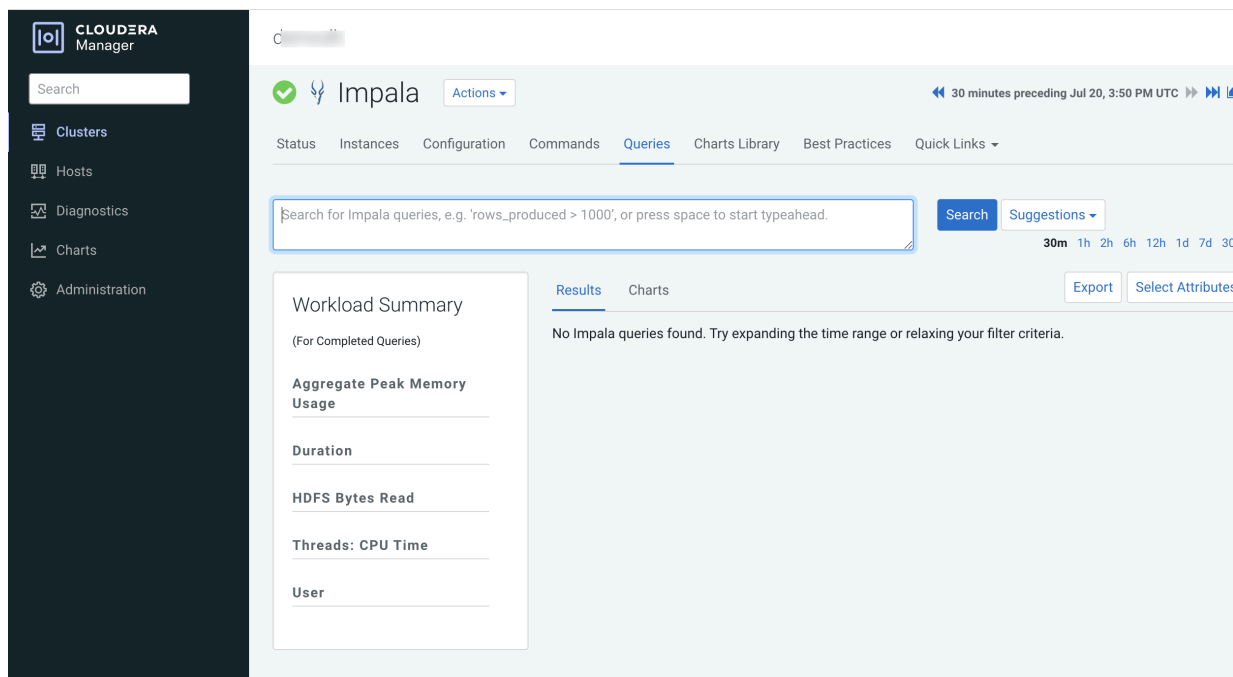 CLOUDERA
Manager
Search
Clusters
Hosts
Diagnostics
Charts
Administration
Impala
Actions
30 minutes preceding Jul 20, 3:50 PM UTC
Status Instances Configuration Commands Queries Charts Library Best Practices Quick Links
Search for Impala queries, e.g. 'rows_produced > 1000', or press space to start typeahead.
Search Suggestions
30m 1h 2h 6h 12h 1d 7d 30
Workload Summary
(For Completed Queries)
Aggregate Peak Memory
Usage
Duration
HDFS Bytes Read
Threads: CPU Time
User
Results Charts
Export Select Attributes
No Impala queries found. Try expanding the time range or relaxing your filter criteria.